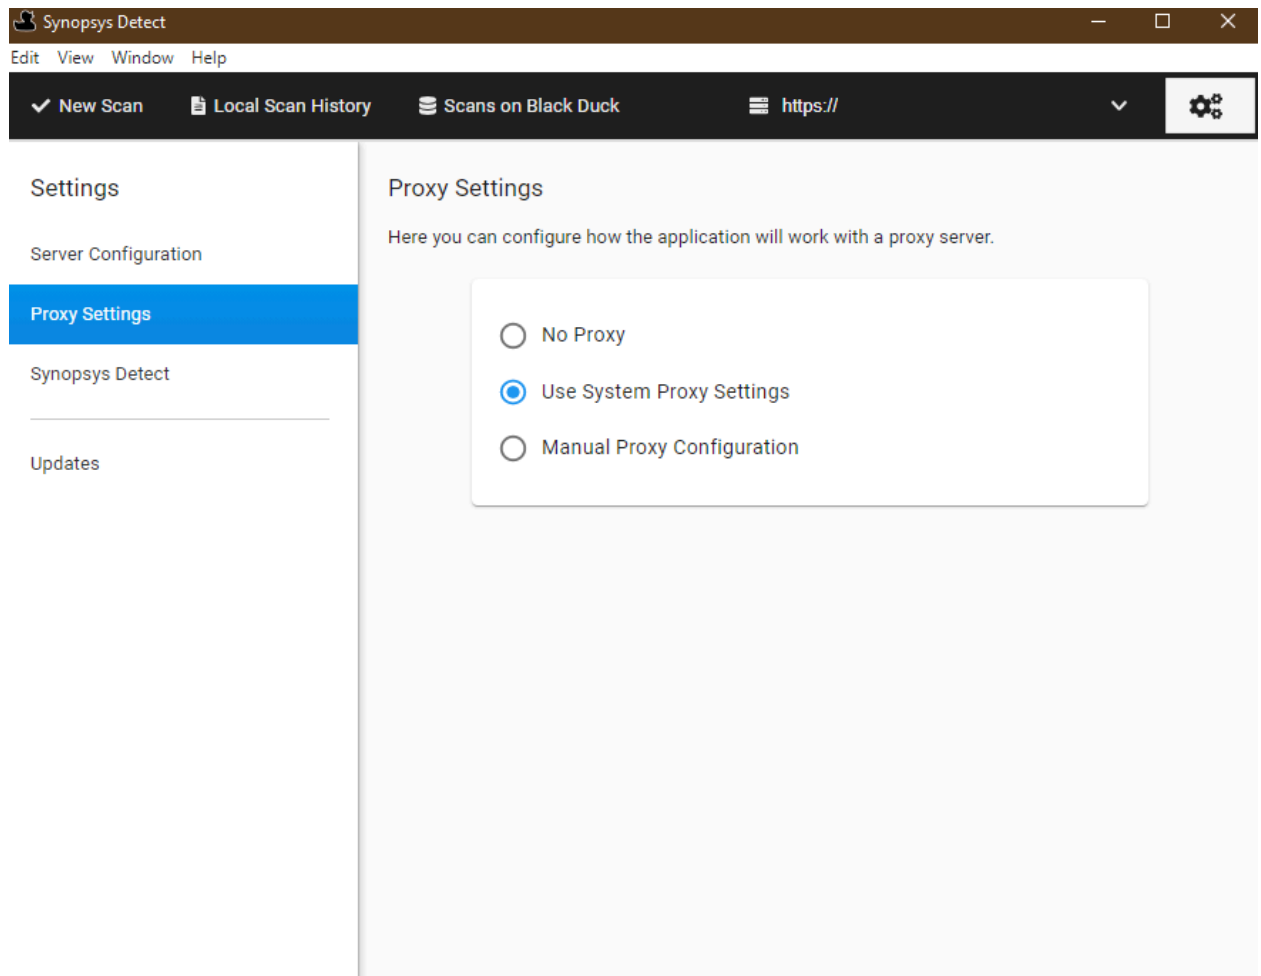 Synopsys Detect
Edit View Window Help
New Scan Local Scan History Scans on Black Duck https://
Settings
Server Configuration
Proxy Settings
Synopsys Detect
Updates
Proxy Settings
Here you can configure how the application will work with a proxy server.
No Proxy
Use System Proxy Settings
Manual Proxy Configuration